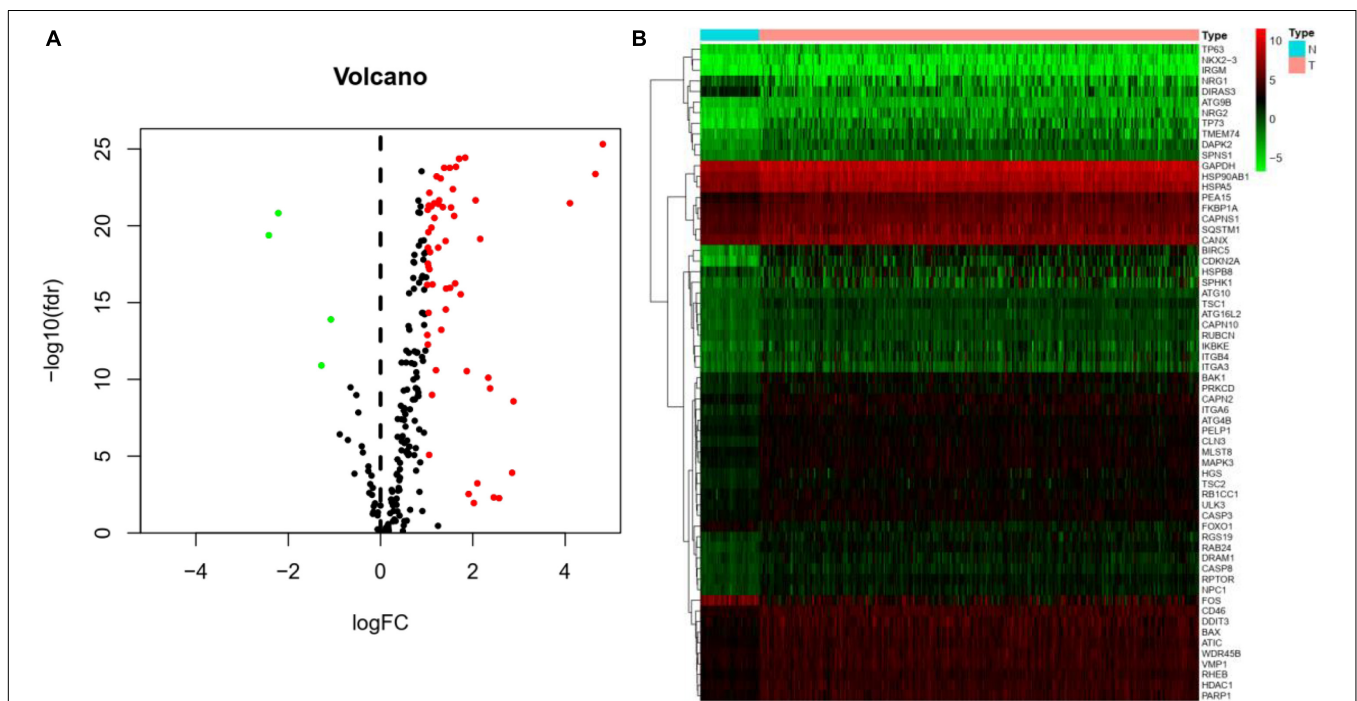 A
Volcano
−log10(fdr)
25
20
15
10
5
0
−4
−2
0
2
4
logFC
B
Type
TP63
NKX2−3
IRGM
NRG1
DIRAS3
ATG9B
NRG2
TP73
TMEM74
DAPK2
SPNS1
GAPDH
HSP90AB1
HSPA5
PEA15
FKBP1A
CAPNS1
SQSTM1
CANX
BIRC5
CDKN2A
HSPB8
SPHK1
ATG10
TSC1
ATG16L2
CAPN10
RUBCN
IKBKE
ITGB4
ITGA3
BAK1
PRKCD
CAPN2
ITGA6
ATG4B
PELP1
CLN3
MLST8
MAPK3
HGS
TSC2
RB1CC1
ULK3
CASP3
FOXO1
RGS19
RAB24
DRAM1
CASP8
RPTOR
NPC1
FOS
CD46
DDIT3
BAX
ATIC
WDR45B
VMP1
RHEB
HDAC1
PARP1
10
5
0
−5
Type
N
T